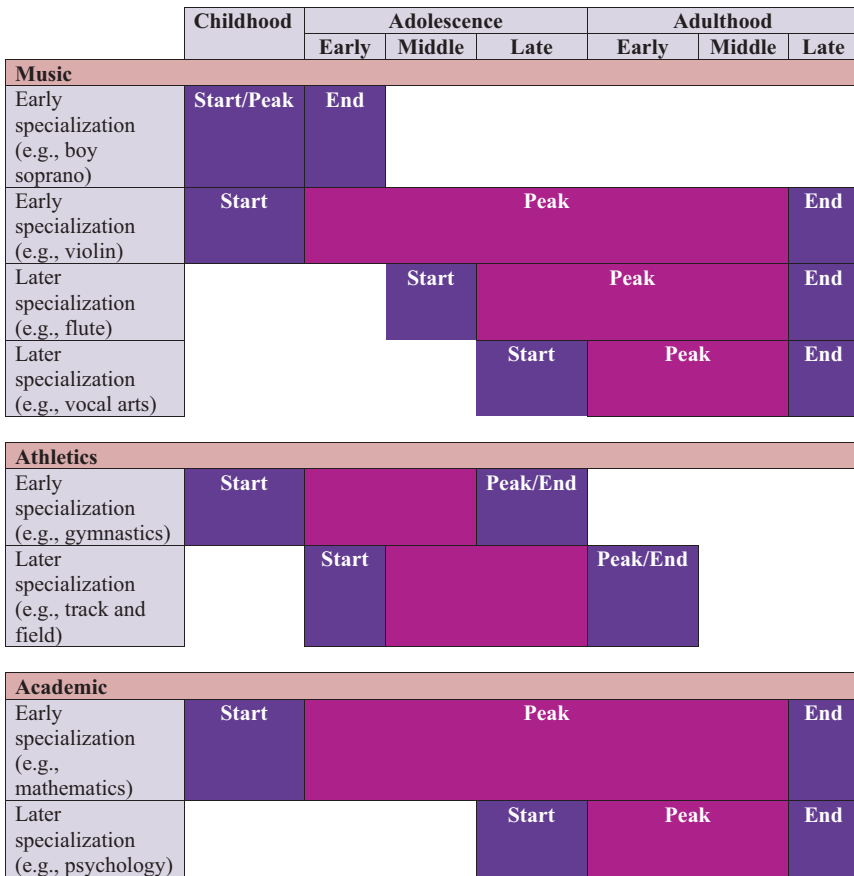 Childhood Adolescence Adulthood
Early Middle Late Early Middle Late
Music
Early Start/Peak End
specialization
(e.g., boy
soprano)
Early Start Peak End
specialization
(e.g., violin)
Later Start Peak End
specialization
(e.g., flute)
Later Start Peak End
specialization
(e.g., vocal arts)
Athletics
Early Start Peak/End
specialization
(e.g., gymnastics)
Later Start Peak/End
specialization
(e.g., track and
field)
Academic
Early Start Peak End
specialization
(e.g.,
mathematics)
Later Start Peak End
specialization
(e.g., psychology)